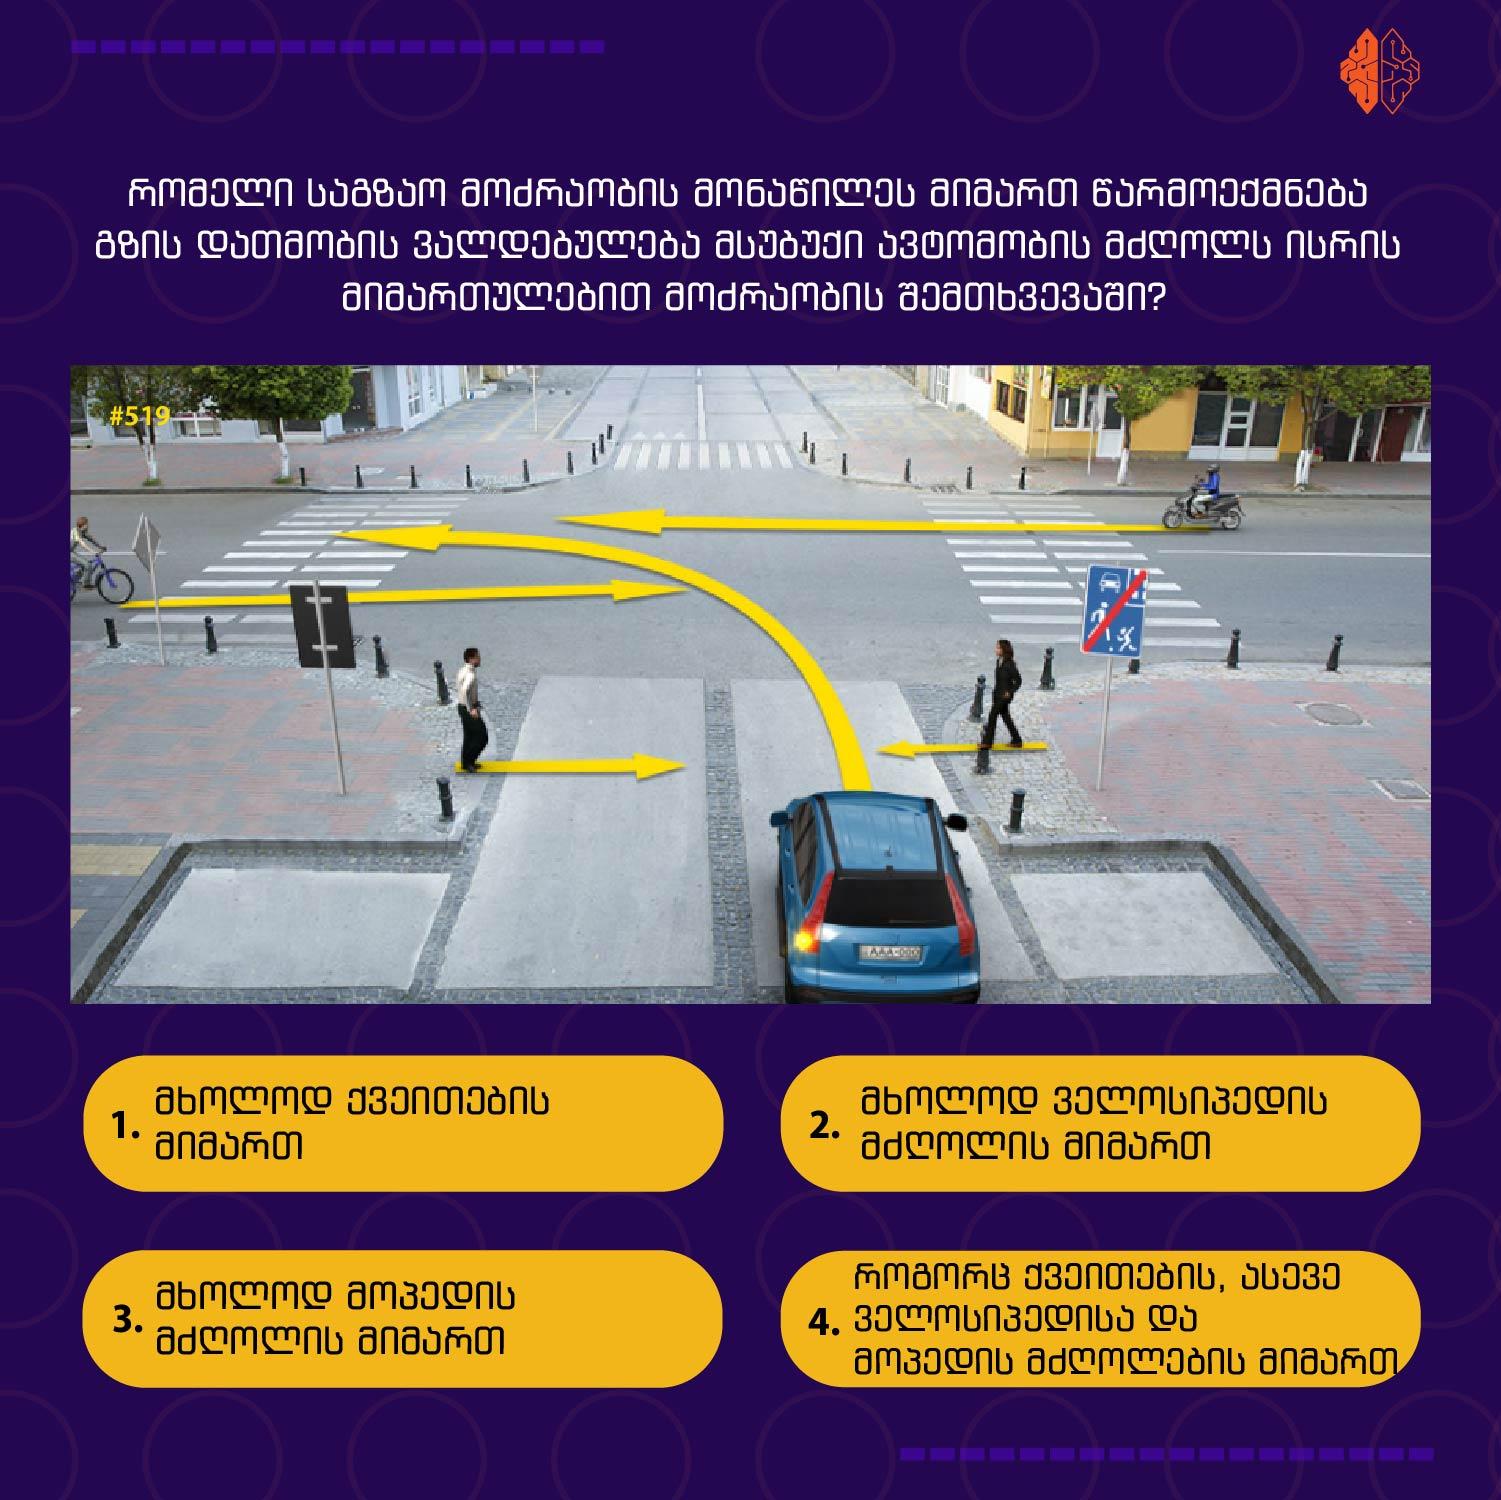 რომელი საგზაო მოძრაობის მონაწილეს მიმართ წარმოექმნება
გზის დათმობის ვალდებულება მსუბუქი ავტომობის მძღოლს ისრის
მიმართულებით მოძრაობის შემთხვევაში?
#519
AAA-000
1. მხოლოდ ქვეითების
მიმართ
2. მხოლოდ ველოსიპედის
მძღოლის მიმართ
3. მხოლოდ მოპედის
მძღოლის მიმართ
4. როგორც ქვეითების, ასევე
ველოსიპედისა და
მოპედის მძღოლების მიმართ